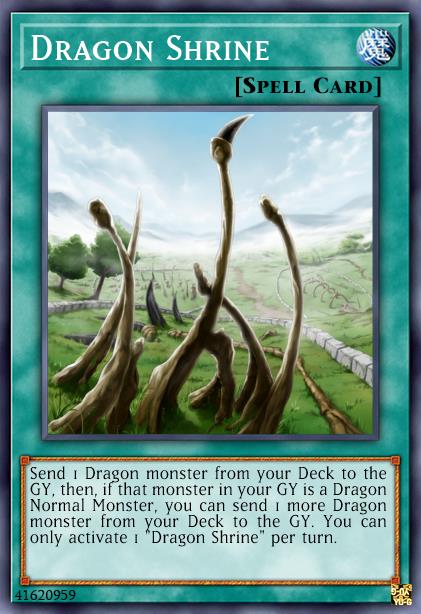 Dragon Shrine
[Spell Card]
Send 1 Dragon monster from your Deck to the
GY, then, if that monster in your GY is a Dragon
Normal Monster, you can send 1 more Dragon
monster from your Deck to the GY. You can
only activate 1 "Dragon Shrine" per turn.
41620959